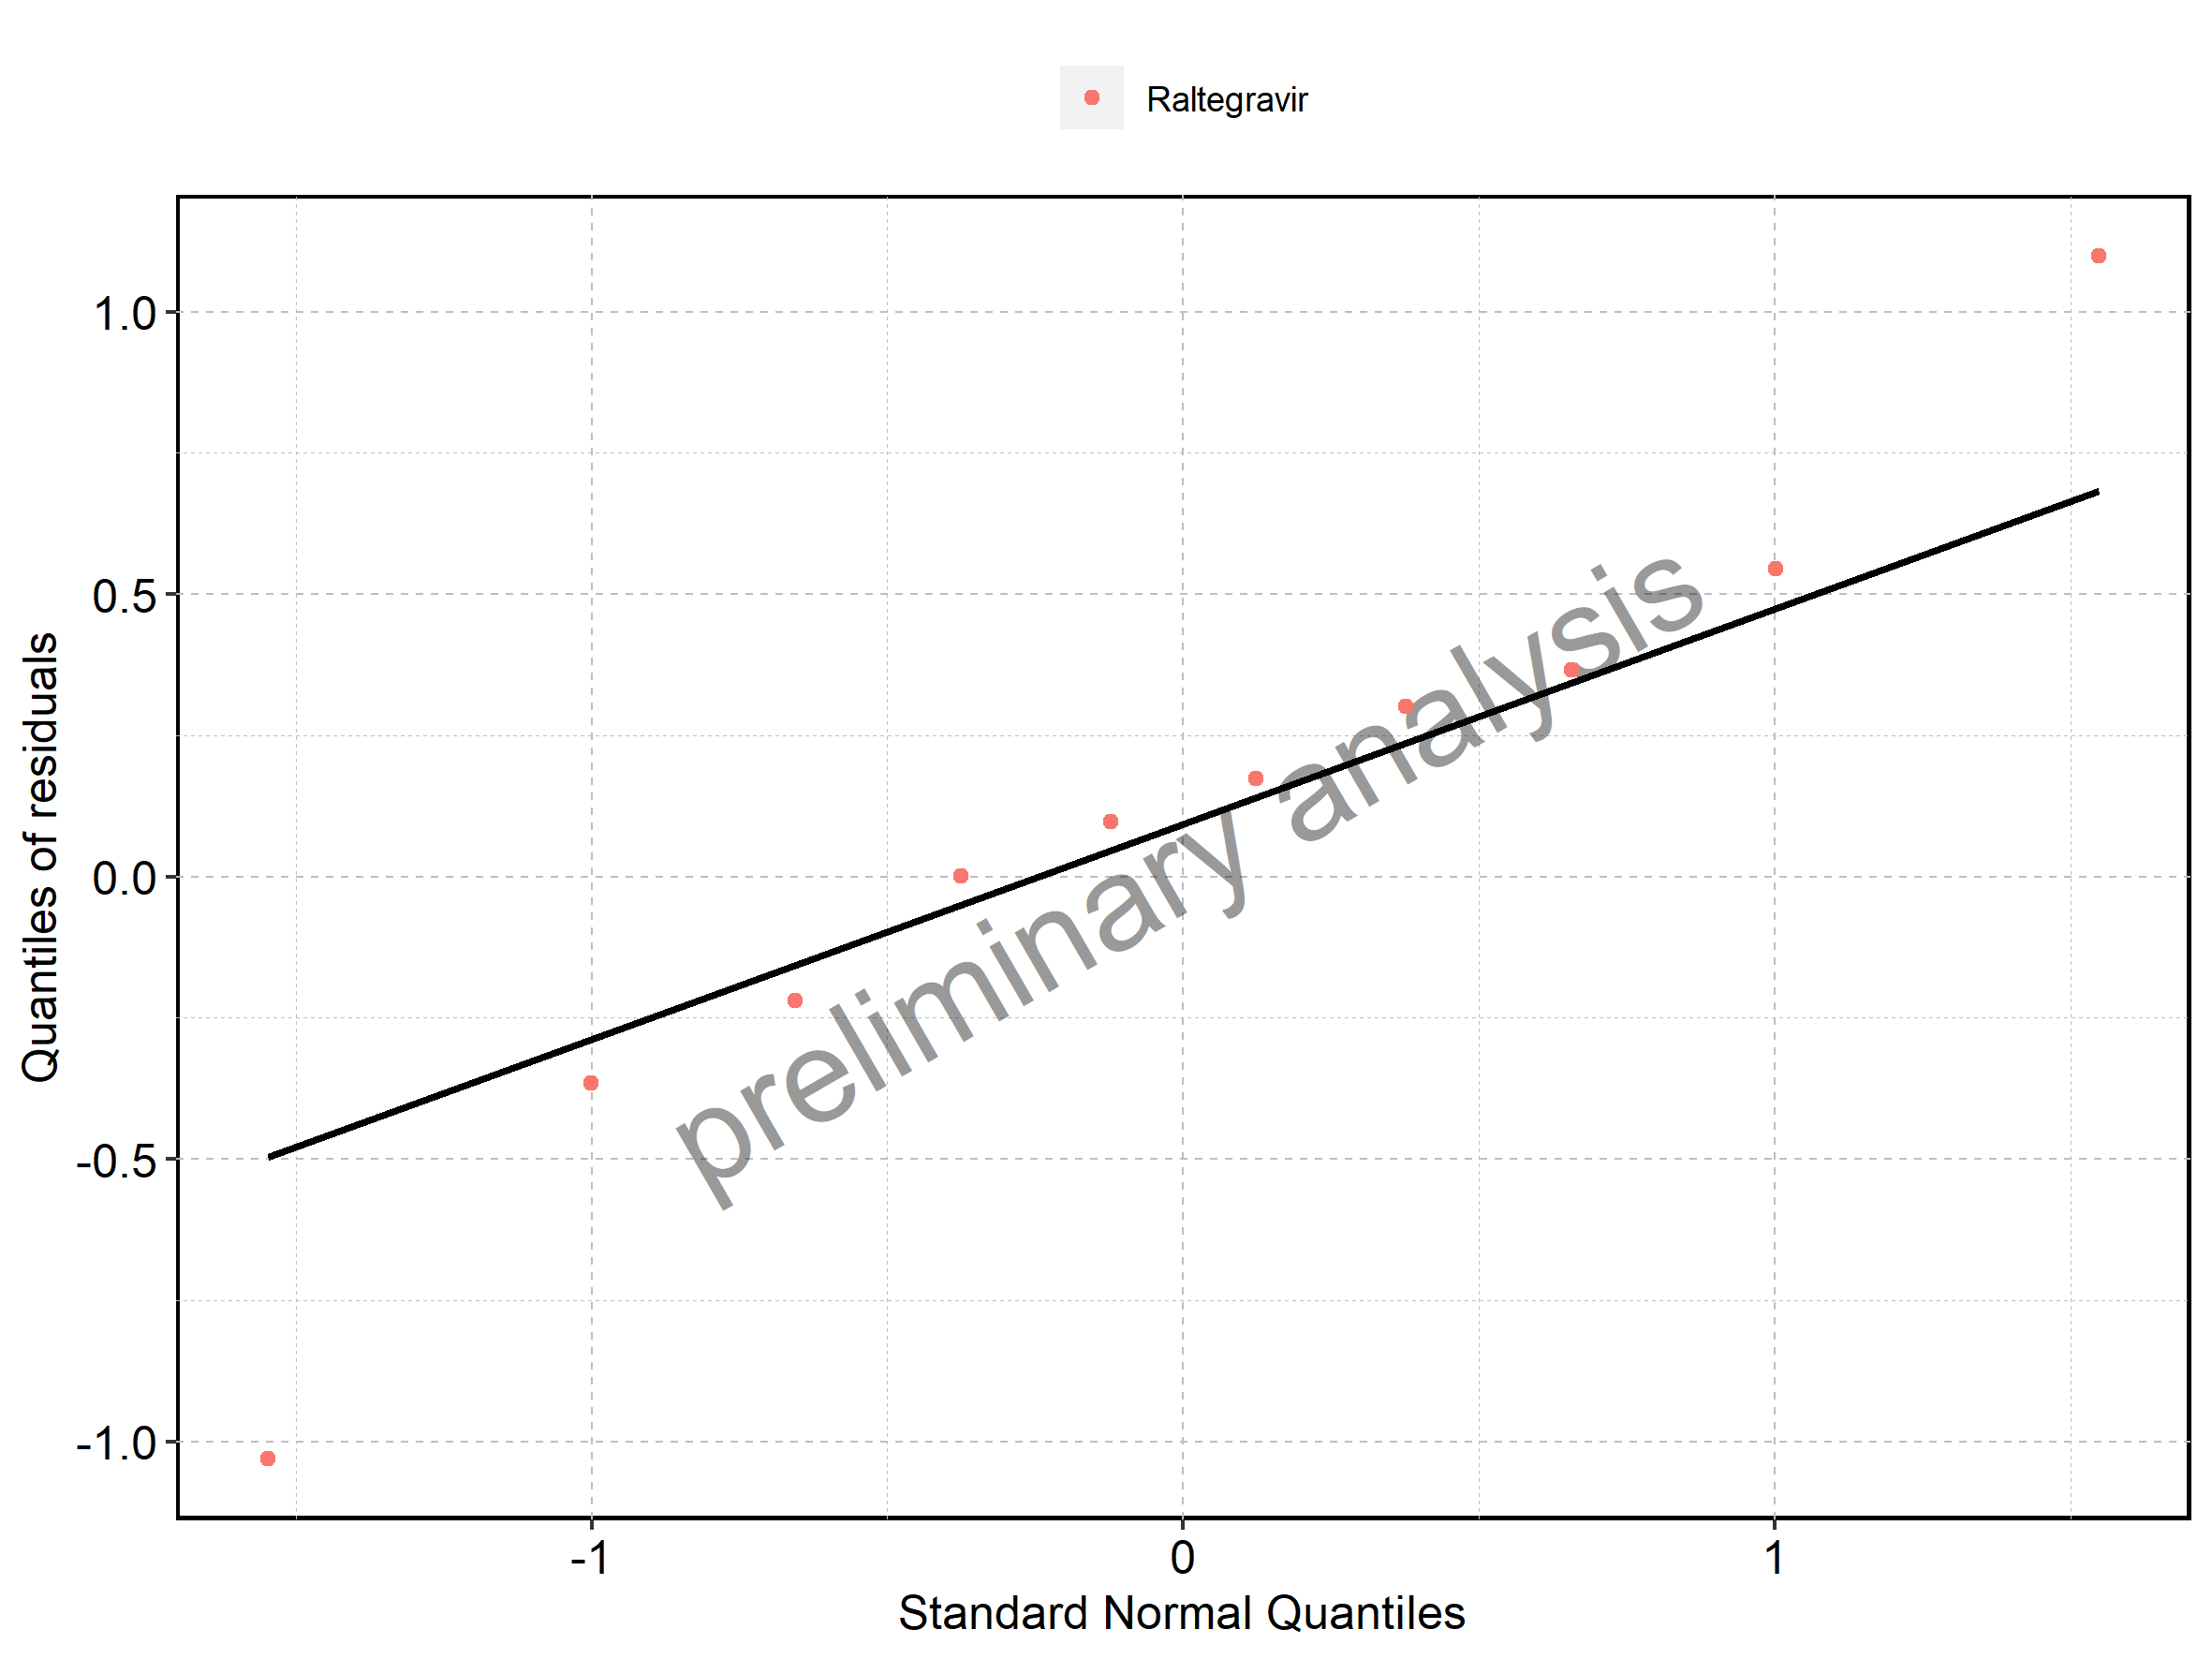 Raltegravir
1.0
0.5
0.0
-0.5
-1.0
Quantiles of residuals
preliminary analysis
-1 0 1
Standard Normal Quantiles